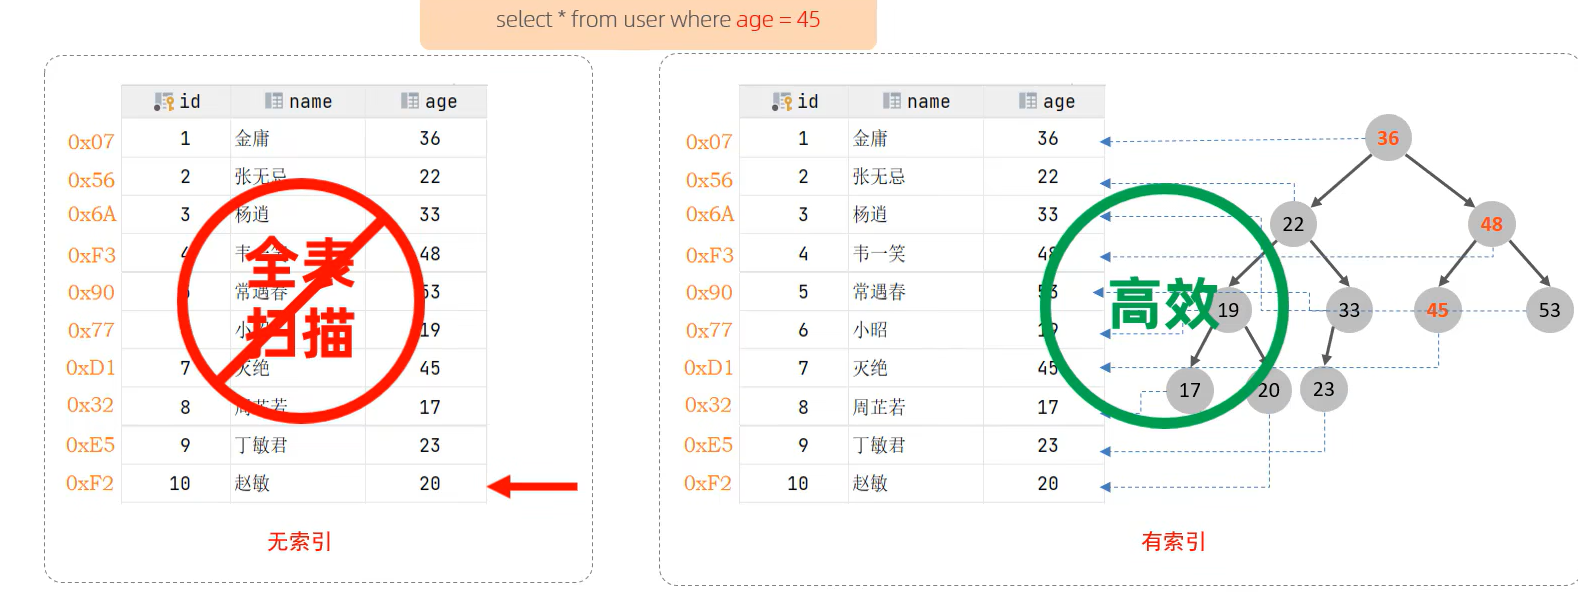 select * from user where age = 45
id name age
0x07 1 金庸 36
0x56 2 张无忌 22
0x6A 3 杨逍 33
0xF3 4 韦一笑 48
0x90 5 常遇春 53
0x77 6 小昭 19
0xD1 7 灭绝 45
0x32 8 周芷若 17
0xE5 9 丁敏君 23
0xF2 10 赵敏 20
全表
扫描
无索引
id name age
0x07 1 金庸 36
0x56 2 张无忌 22
0x6A 3 杨逍 33
0xF3 4 韦一笑 48
0x90 5 常遇春 53
0x77 6 小昭 19
0xD1 7 灭绝 45
0x32 8 周芷若 17
0xE5 9 丁敏君 23
0xF2 10 赵敏 20
高效
36
22 48
19 33 45 53
17 20 23
有索引